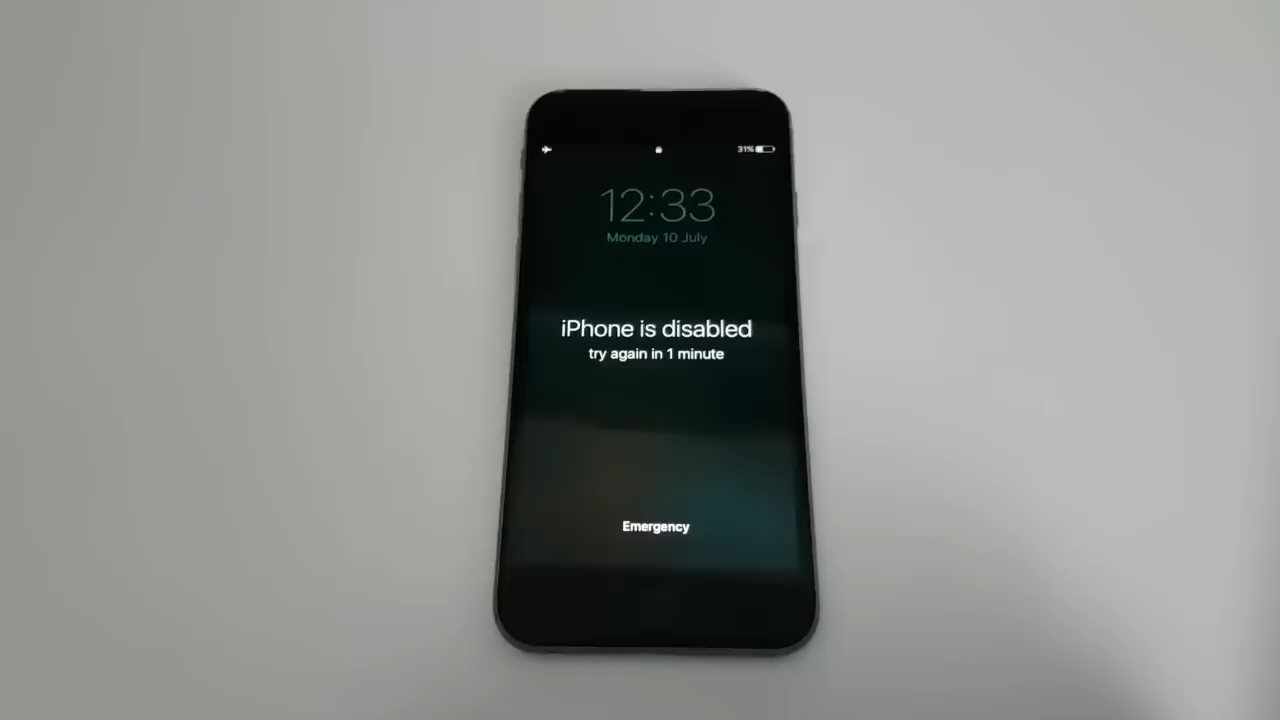 31%
12:33
Monday 10 July
iPhone is disabled
try again in 1 minute
Emergency